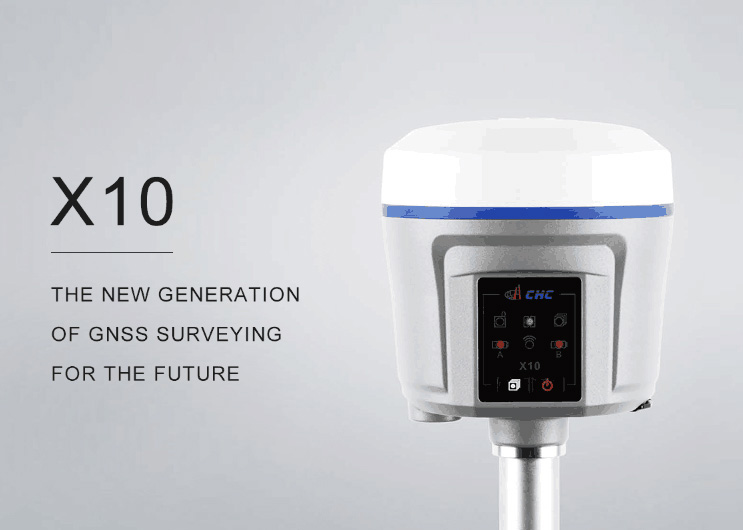 X10
THE NEW GENERATION
OF GNSS SURVEYING
FOR THE FUTURE
CHC
A B
X10